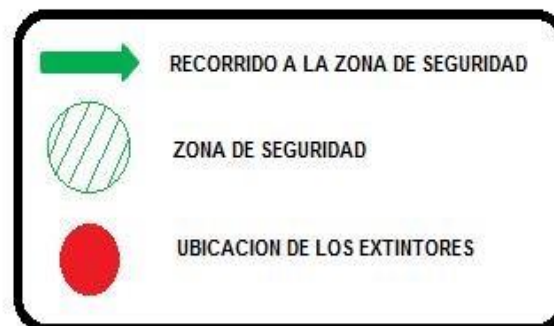 RECORRIDO A LA ZONA DE SEGURIDAD
ZONA DE SEGURIDAD
UBICACION DE LOS EXTINTORES